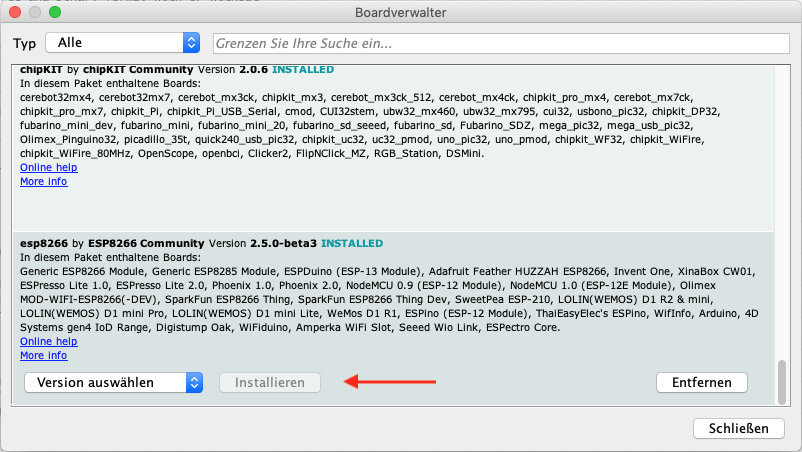 Boardverwalter
Typ Alle Grenzen Sie Ihre Suche ein...
chipKIT by chipKIT Community Version 2.0.6 INSTALLED
In diesem Paket enthaltene Boards:
cerebot32mx4, cerebot32mx7, cerebot_mx3ck, chipkit_mx3, cerebot_mx3ck_512, cerebot_mx4ck, chipkit_pro_mx4, cerebot_mx7ck,
chipkit_pro_mx7, chipkit_Pi, chipkit_Pi_USB_Serial, cmod, CUI32stem, ubw32_mx460, ubw32_mx795, cui32, usbono_pic32, chipkit_DP32,
fubarino_mini_dev, fubarino_mini, fubarino_mini_20, fubarino_sd_seeed, fubarino_sd, Fubarino_SDZ, mega_pic32, mega_usb_pic32,
Olimex_Pinguino32, picadillo_35t, quick240_usb_pic32, chipkit_uc32, uc32_pmod, uno_pic32, uno_pmod, chipkit_WF32, chipkit_WiFire,
chipkit_WiFire_80MHz, OpenScope, openbci, Clicker2, FlipNClick_MZ, RGB_Station, DSMini.
Online help
More info
esp8266 by ESP8266 Community Version 2.5.0-beta3 INSTALLED
In diesem Paket enthaltene Boards:
Generic ESP8266 Module, Generic ESP8285 Module, ESPDuino (ESP-13 Module), Adafruit Feather HUZZAH ESP8266, Invent One, XinaBox CW01,
ESPresso Lite 1.0, ESPresso Lite 2.0, Phoenix 1.0, Phoenix 2.0, NodeMCU 0.9 (ESP-12 Module), NodeMCU 1.0 (ESP-12E Module), Olimex
MOD-WIFI-ESP8266(-DEV), SparkFun ESP8266 Thing, SparkFun ESP8266 Thing Dev, SweetPea ESP-210, LOLIN(WEMOS) D1 R2 & mini,
LOLIN(WEMOS) D1 mini Pro, LOLIN(WEMOS) D1 mini Lite, WeMos D1 R1, ESPino (ESP-12 Module), ThaiEasyElec's ESPino, WifInfo, Arduino, 4D
Systems gen4 IoD Range, Digistump Oak, WiFiduino, Amperka WiFi Slot, Seeed Wio Link, ESPectro Core.
Online help
More info
Version auswählen Installieren Entfernen
Schließen